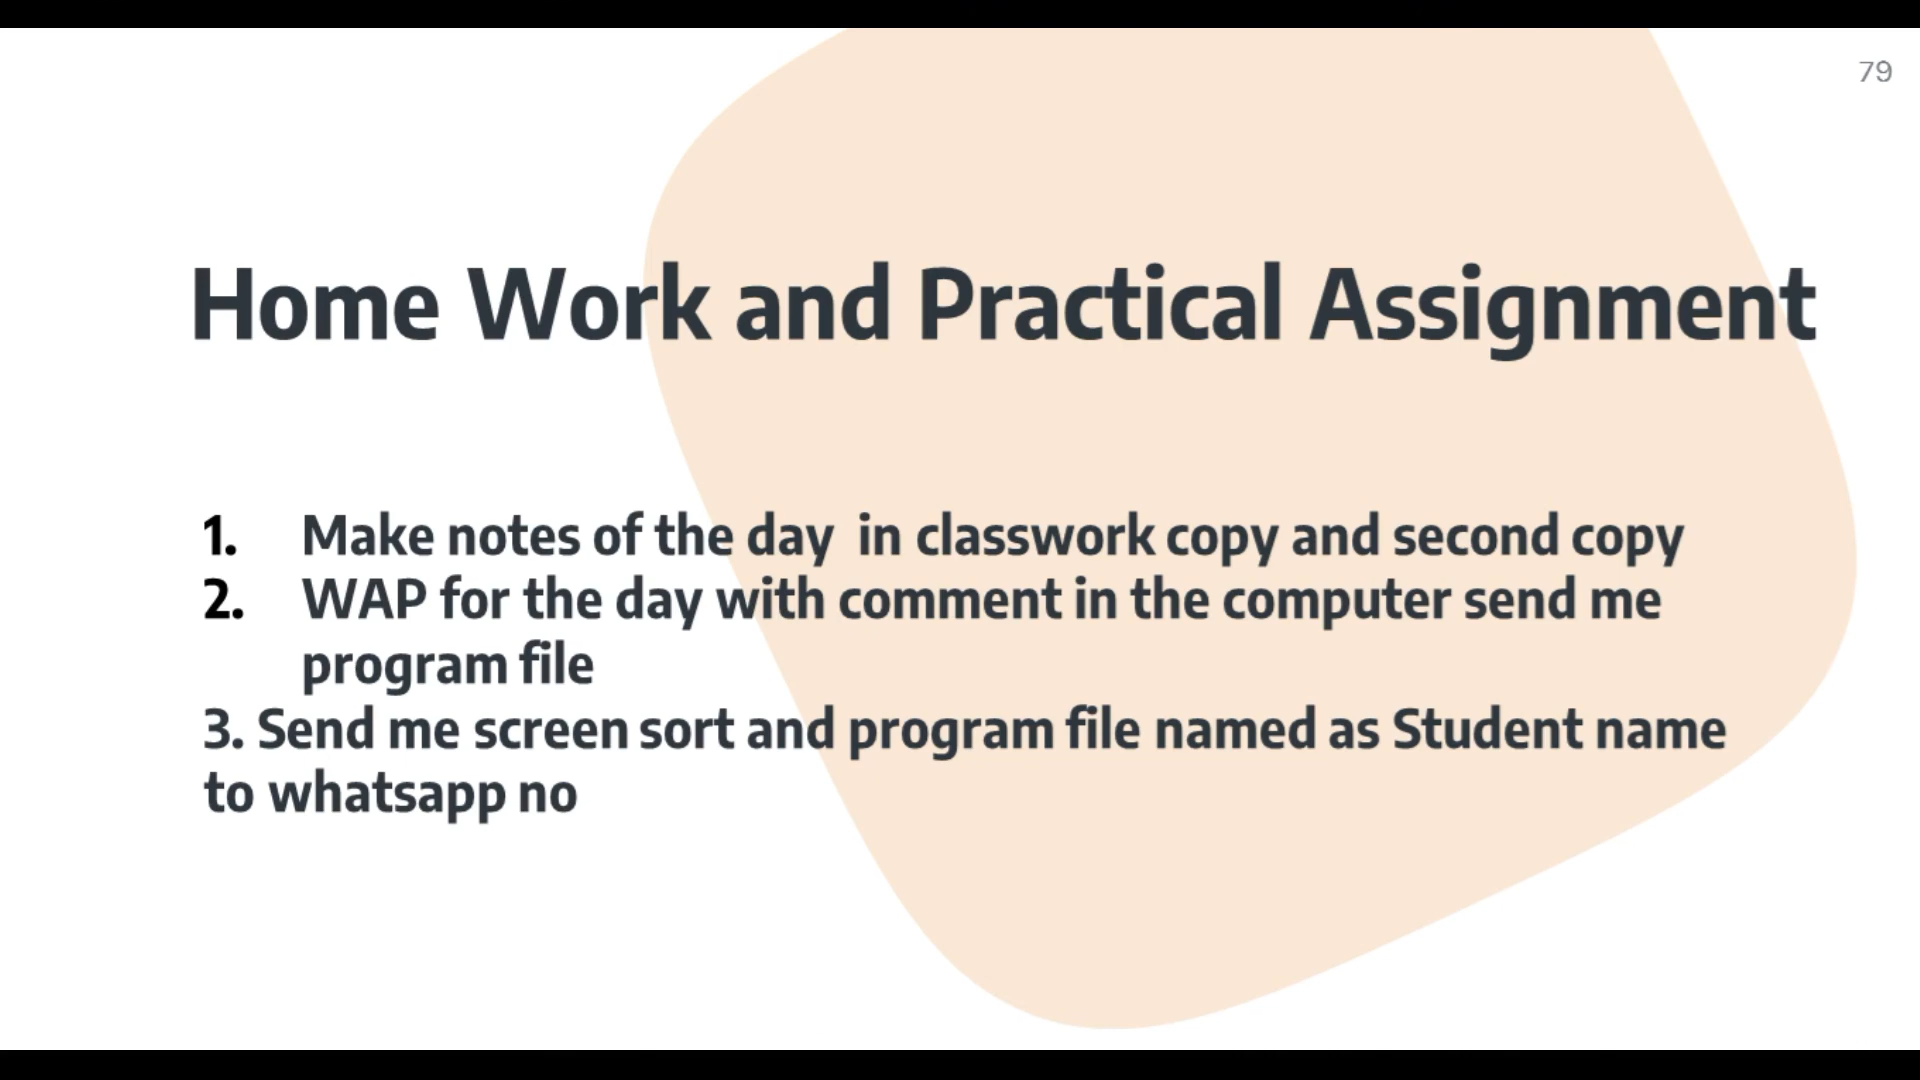 79
Home Work and Practical Assignment
1. Make notes of the day  in classwork copy and second copy
2. WAP for the day with comment in the computer send me
program file
3. Send me screen sort and program file named as Student name
to whatsapp no